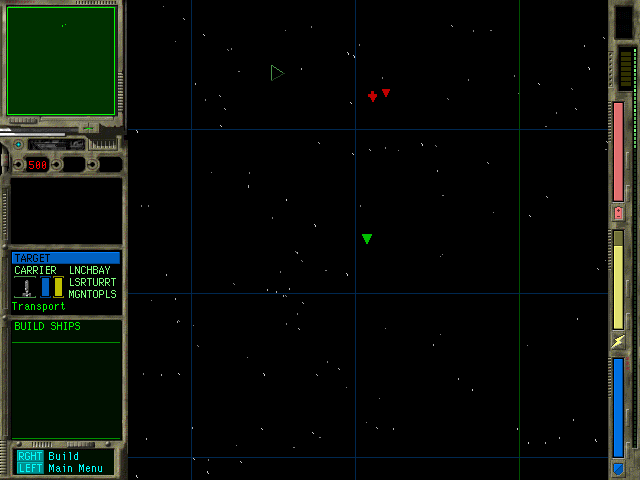 500
TARGET
CARRIER LNCHBAY
LSRTURRT
MGNTOPLS
Transport
BUILD SHIPS
RGHT Build
LEFT Main Menu